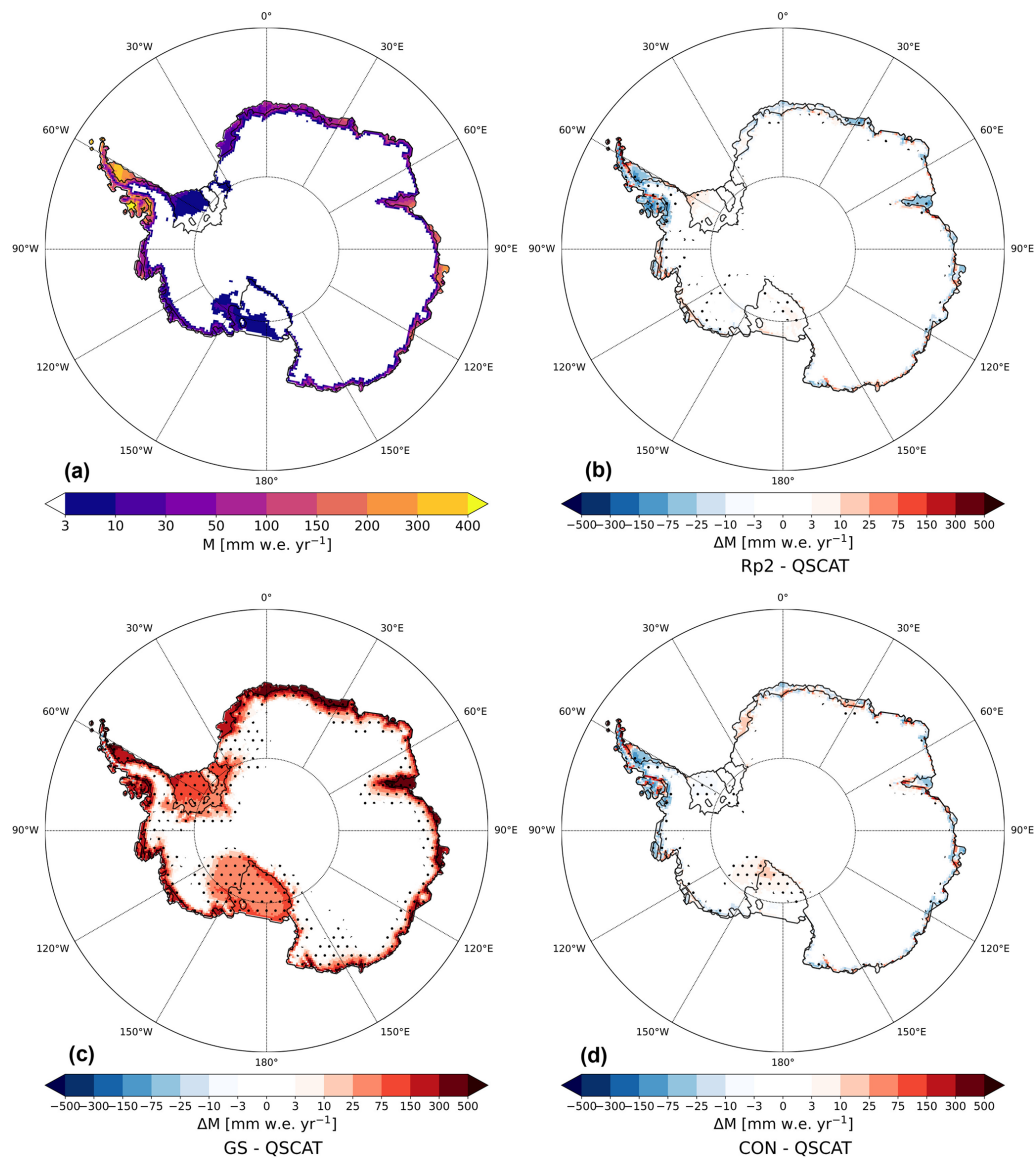 0°
30°W 30°E
60°W 60°E
90°W 90°E
120°W 120°E
150°W 150°E
180°
(a)
3 10 30 50 100 150 200 300 400
M [mm w.e. yr⁻¹]
0°
30°W 30°E
60°W 60°E
90°W 90°E
120°W 120°E
150°W 150°E
180°
(b)
−500 −300 −150 −75 −25 −10 −3 0 3 10 25 75 150 300 500
ΔM [mm w.e. yr⁻¹]
Rp2 - QSCAT
0°
30°W 30°E
60°W 60°E
90°W 90°E
120°W 120°E
150°W 150°E
180°
(c)
−500 −300 −150 −75 −25 −10 −3 0 3 10 25 75 150 300 500
ΔM [mm w.e. yr⁻¹]
GS - QSCAT
0°
30°W 30°E
60°W 60°E
90°W 90°E
120°W 120°E
150°W 150°E
180°
(d)
−500 −300 −150 −75 −25 −10 −3 0 3 10 25 75 150 300 500
ΔM [mm w.e. yr⁻¹]
CON - QSCAT